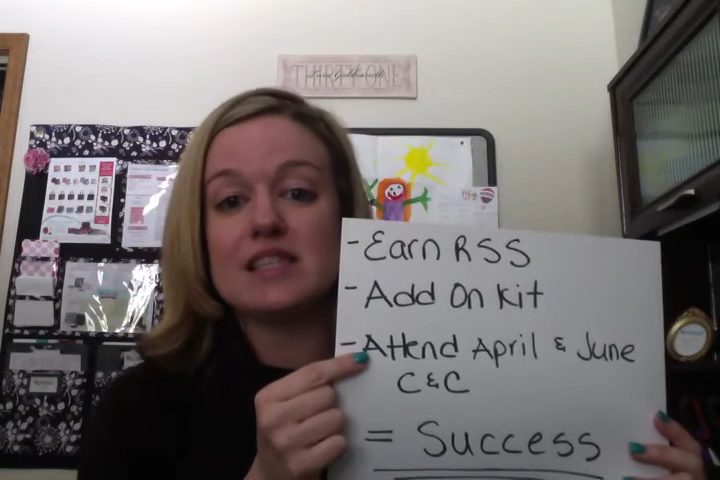 THIRTY ONE
- Earn RSS
- Add On Kit
- Attend April & June
C & C
= Success